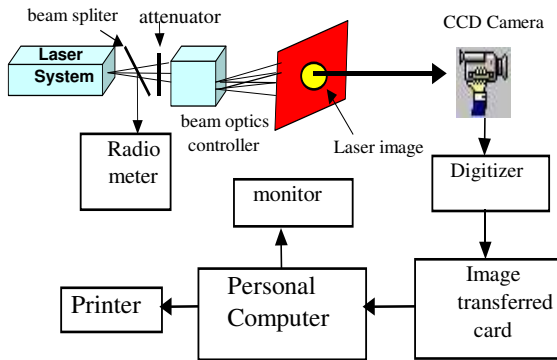 beam spliter
attenuator
CCD Camera
Laser
System
beam optics
controller
Laser image
Radio
meter
Digitizer
monitor
Personal
Computer
Printer
Image
transferred
card